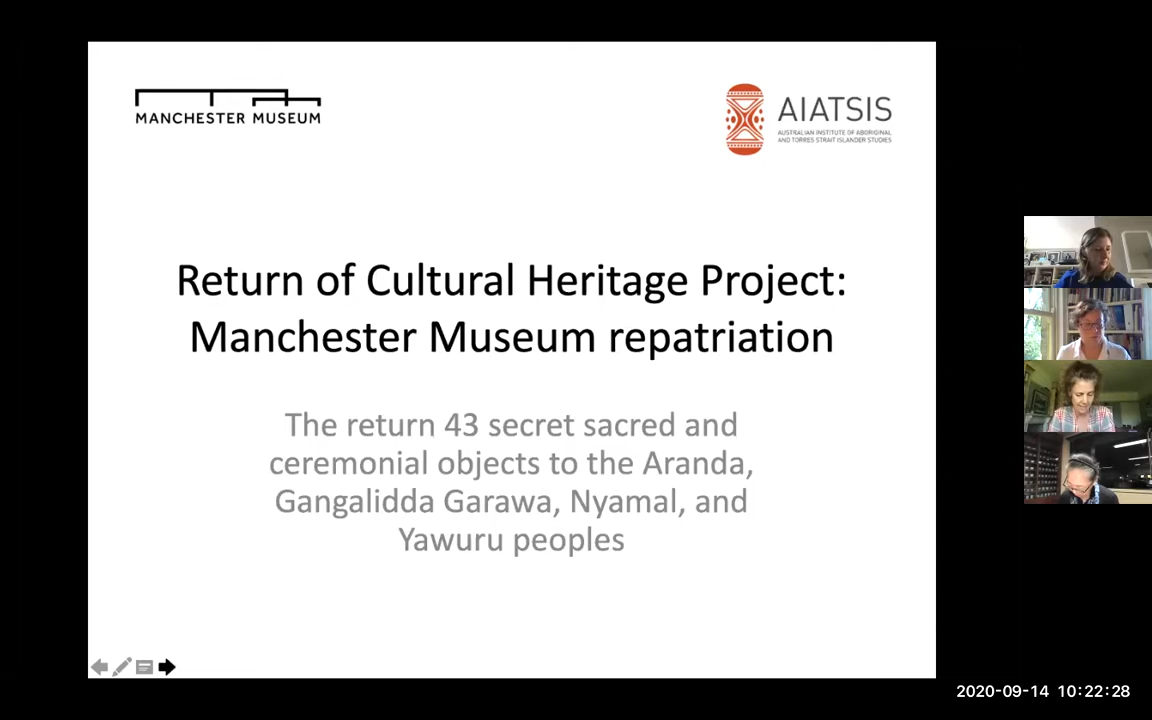 MANCHESTER MUSEUM
AIATSIS
AUSTRALIAN INSTITUTE OF ABORIGINAL
AND TORRES STRAIT ISLANDER STUDIES
Return of Cultural Heritage Project:
Manchester Museum repatriation
The return 43 secret sacred and
ceremonial objects to the Aranda,
Gangalidda Garawa, Nyamal, and
Yawuru peoples
2020-09-14 10:22:28